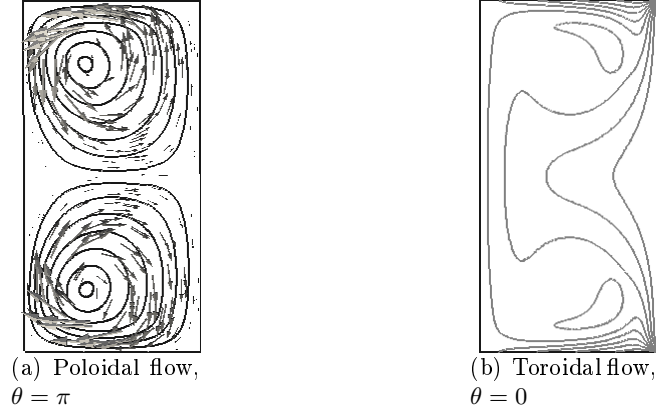 (a) Poloidal flow,
θ = π
(b) Toroidal flow,
θ = 0